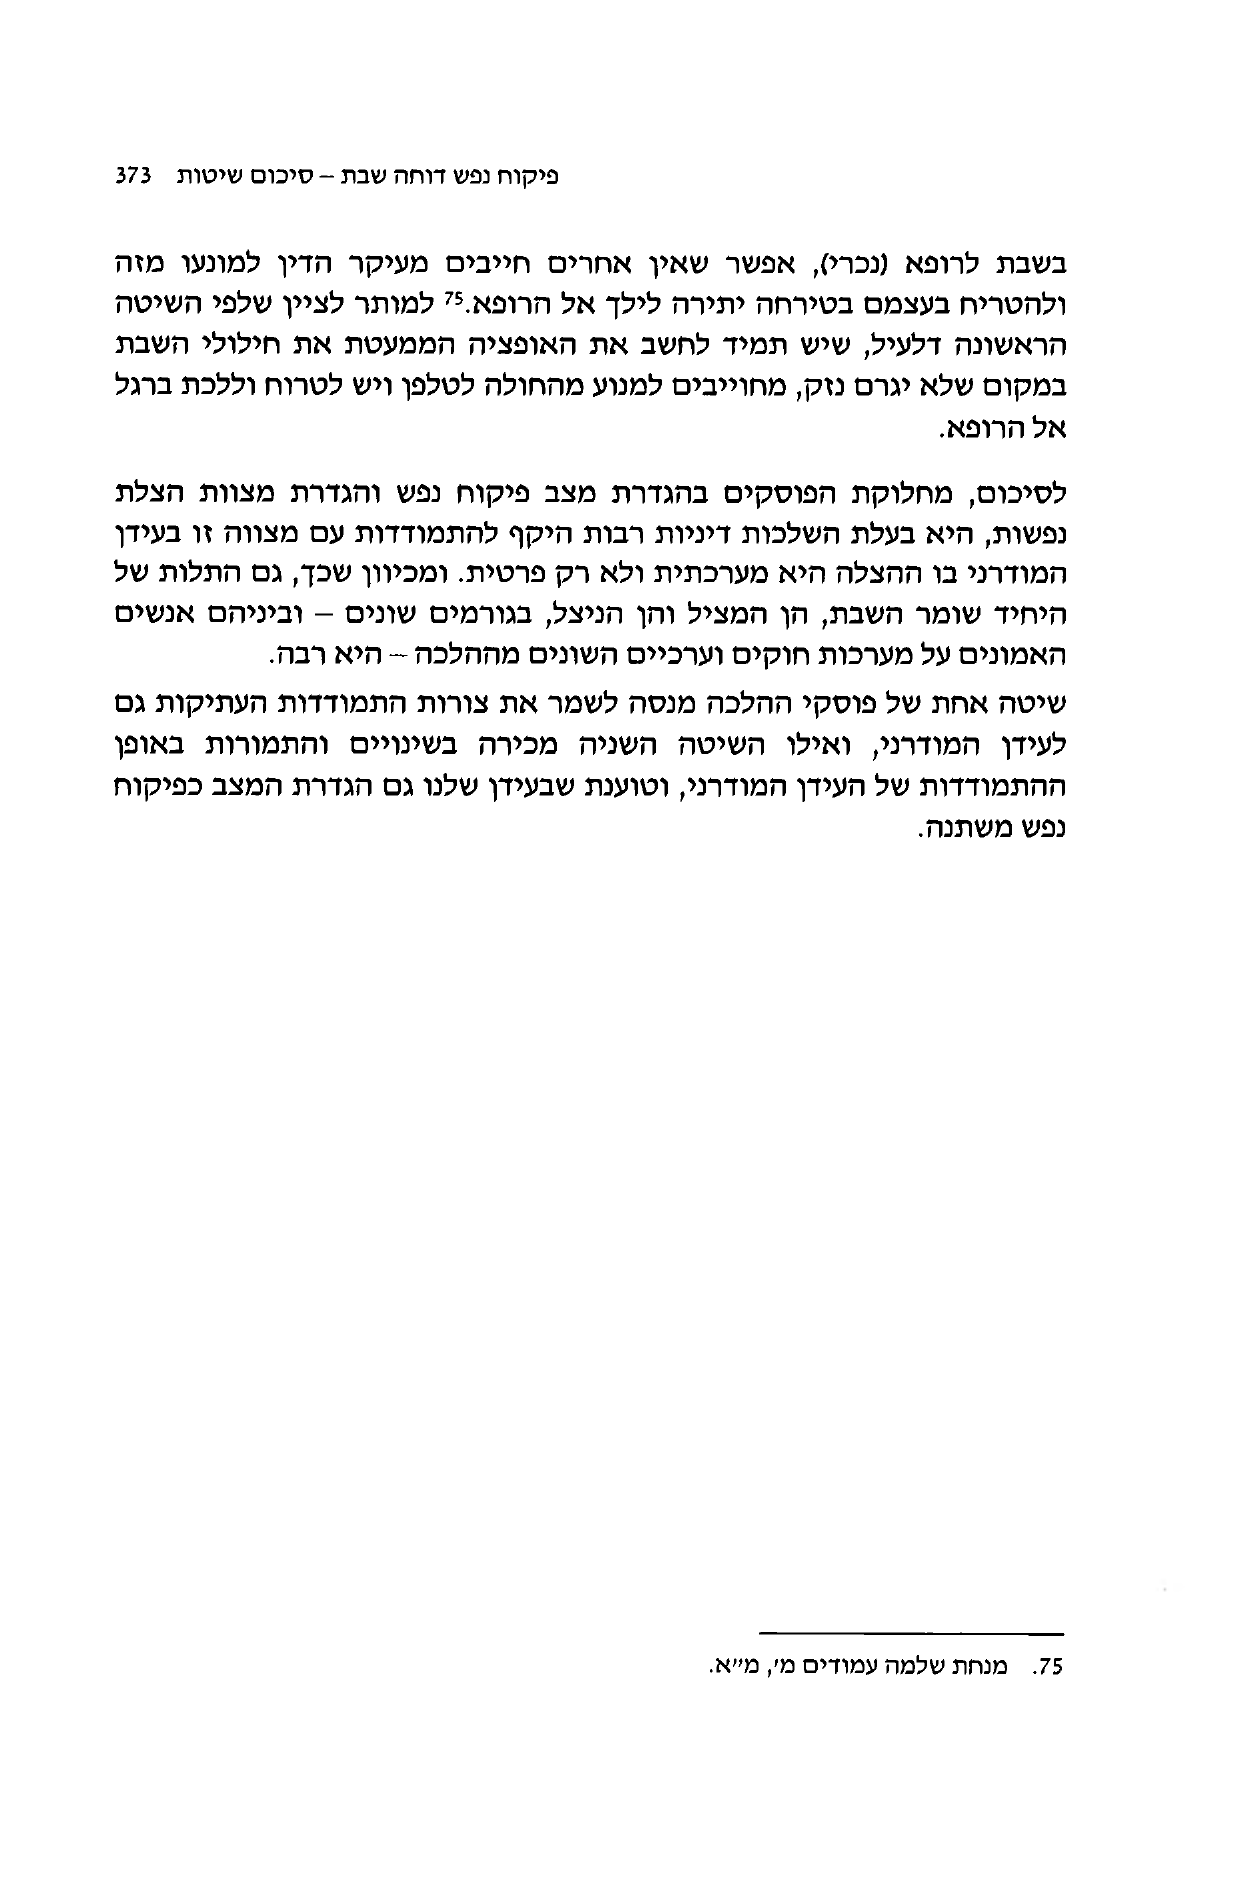 פיקוח נפש דוחה שבת – סיכום שיטות 373
בשבת לרופא (נכרי), אפשר שאין אחרים חייבים מעיקר הדין למונעו מזה
ולהטריח בעצמם בטירחה יתירה לילך אל הרופא.75 למותר לציין שלפי השיטה
הראשונה דלעיל, שיש תמיד לחשב את האופציה הממעטת את חילולי השבת
במקום שלא יגרם נזק, מחוייבים למנוע מהחולה לטלפן ויש לטרוח וללכת ברגל
אל הרופא.
לסיכום, מחלוקת הפוסקים בהגדרת מצב פיקוח נפש והגדרת מצוות הצלת
נפשות, היא בעלת השלכות דיניות רבות היקף להתמודדות עם מצווה זו בעידן
המודרני בו ההצלה היא מערכתית ולא רק פרטית. ומכיוון שכך, גם התלות של
היחיד שומר השבת, הן המציל והן הניצל, בגורמים שונים – וביניהם אנשים
האמונים על מערכות חוקים וערכיים השונים מההלכה – היא רבה.
שיטה אחת של פוסקי ההלכה מנסה לשמר את צורות התמודדות העתיקות גם
לעידן המודרני, ואילו השיטה השניה מכירה בשינויים והתמורות באופן
ההתמודדות של העידן המודרני, וטוענת שבעידן שלנו גם הגדרת המצב כפיקוח
נפש משתנה.
75. מנחת שלמה עמודים מ', מ"א.